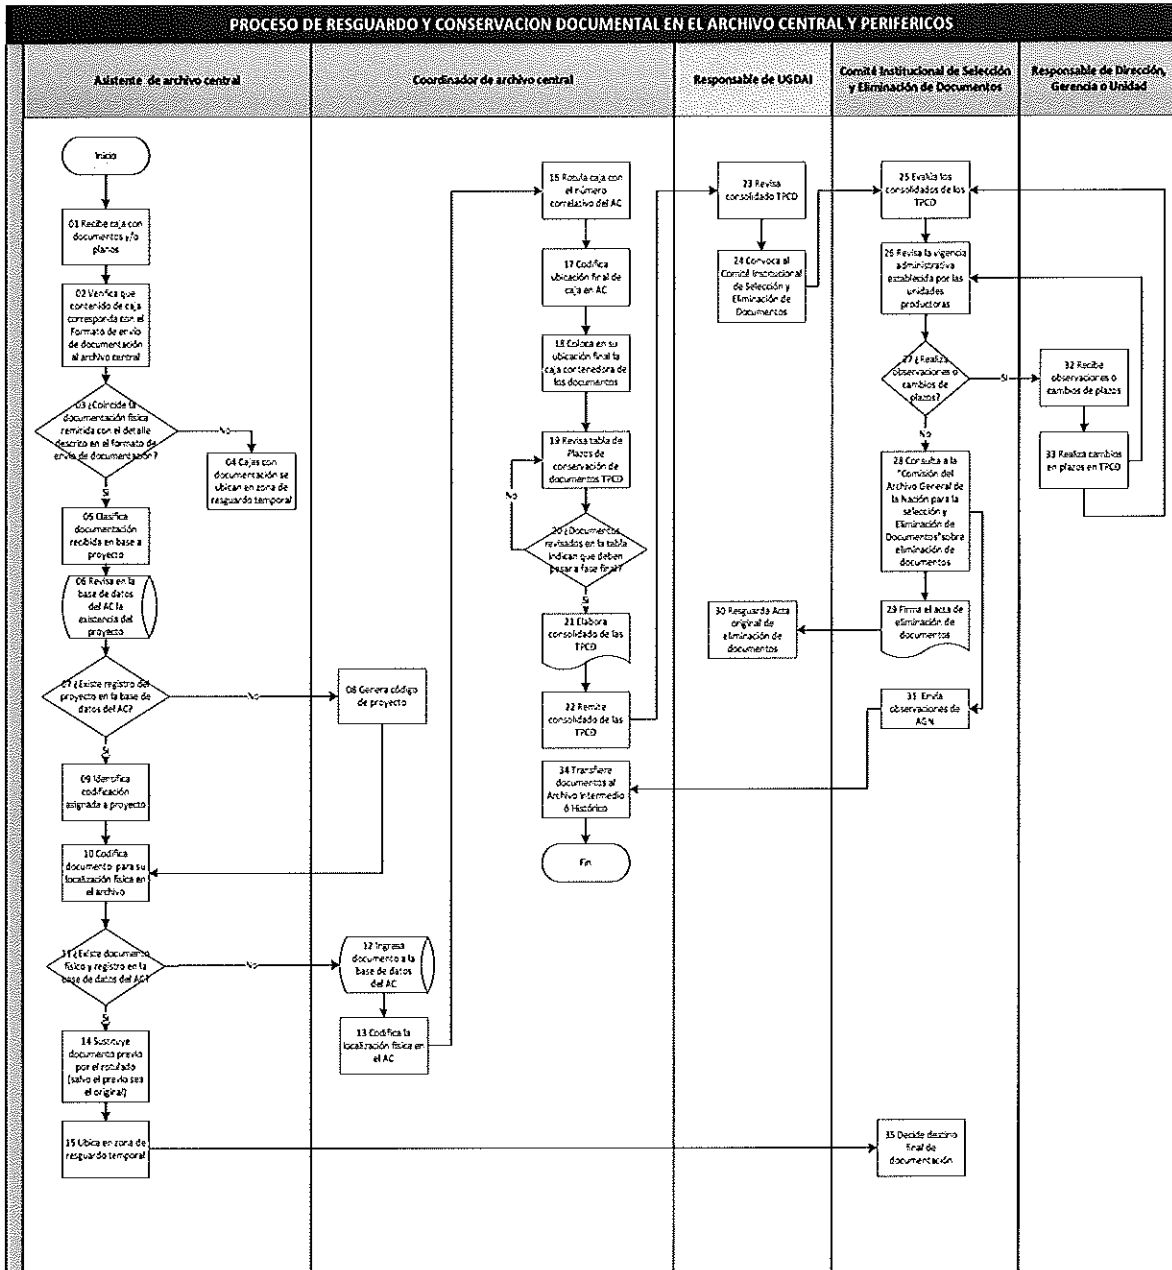 PROCESO DE RESGUARDO Y CONSERVACION DOCUMENTAL EN EL ARCHIVO CENTRAL Y PERIFERICOS
Asistente de archivo central
Coordinador de archivo central
Responsable de UGDAI
Comité Institucional de Selección
y Eliminación de Documentos
Responsable de Dirección,
Gerencia o Unidad
Inicio
01 Recibe caja con
documentos y/o
planos
02 Verifica que
contenido de caja
corresponda con el
Formato de envío
de documentación
al archivo central
03 ¿Coincide la
documentación física
remitida con el detalle
descrito en el formato de
envío de documentación?
No
04 Cajas con
documentación se
ubican en zona de
resguardo temporal
Si
05 Clasifica
documentación
recibida en base a
proyecto
06 Revisa en la
base de datos
del AC la
existencia del
proyecto
07 ¿Existe registro del
proyecto en la base de
datos del AC?
No
08 Genera código
de proyecto
Si
09 Identifica
codificación
asignada a proyecto
10 Codifica
documento para su
localización física en
el archivo
11 ¿Existe documento
físico y registro en la
base de datos del AC?
No
12 Ingresa
documento a la
base de datos
del AC
13 Codifica la
localización física en
el AC
Si
14 Sustituye
documento previo
por el rotulado
(salvo el previo sea
el original)
15 Ubica en zona de
resguardo temporal
16 Rotula caja con
el número
correlativo del AC
17 Codifica
ubicación final de
caja en AC
18 Coloca en su
ubicación final la
caja contenedora de
los documentos
19 Revisa tabla de
Plazos de
conservación de
documentos TPCD
No
20 ¿Documentos
revisados en la tabla
indican que deben
pasar a fase final?
Si
21 Elabora
consolidado de las
TPCD
22 Remite
consolidado de las
TPCD
34 Transfiere
documentos al
Archivo Intermedio
ó Histórico
Fin
23 Revisa
consolidado TPCD
24 Convoca al
Comité Institucional
de Selección y
Eliminación de
Documentos
30 Resguarda Acta
original de
eliminación de
documentos
25 Evalúa los
consolidados de los
TPCD
26 Revisa la vigencia
administrativa
establecida por las
unidades
productoras
27 ¿Realiza
observaciones o
cambios de
plazos?
Si
No
28 Consulta a la
"Comisión del
Archivo General de
la Nación para la
selección y
Eliminación de
Documentos" sobre
eliminación de
documentos
29 Firma el acta de
eliminación de
documentos
31 Envía
observaciones de
AGN
35 Decide destino
final de
documentación
32 Recibe
observaciones o
cambios de plazos
33 Realiza cambios
en plazos en TPCD